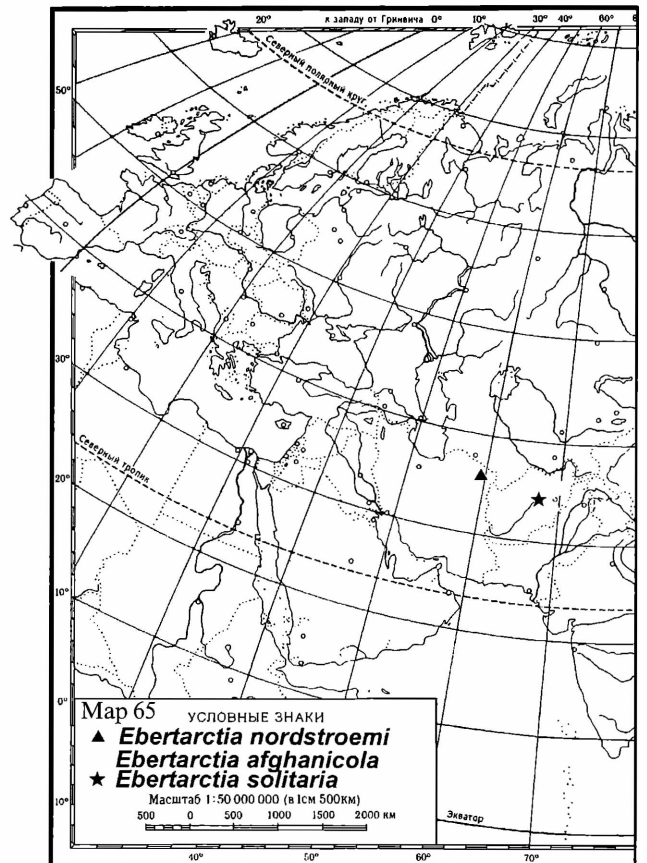 20° к западу от Гринвича 0° 10° 30° 40° 60°
Северный полярный круг
50°
30°
Северный тропик
20°
10°
0°
Map 65
УСЛОВНЫЕ ЗНАКИ
▲ Ebertarctia nordstroemi
Ebertarctia afghanicola
★ Ebertarctia solitaria
Масштаб 1:50 000 000 (в 1см 500км)
500 0 500 1000 1500 2000 км
10°
Экватор
40° 50° 60° 70°